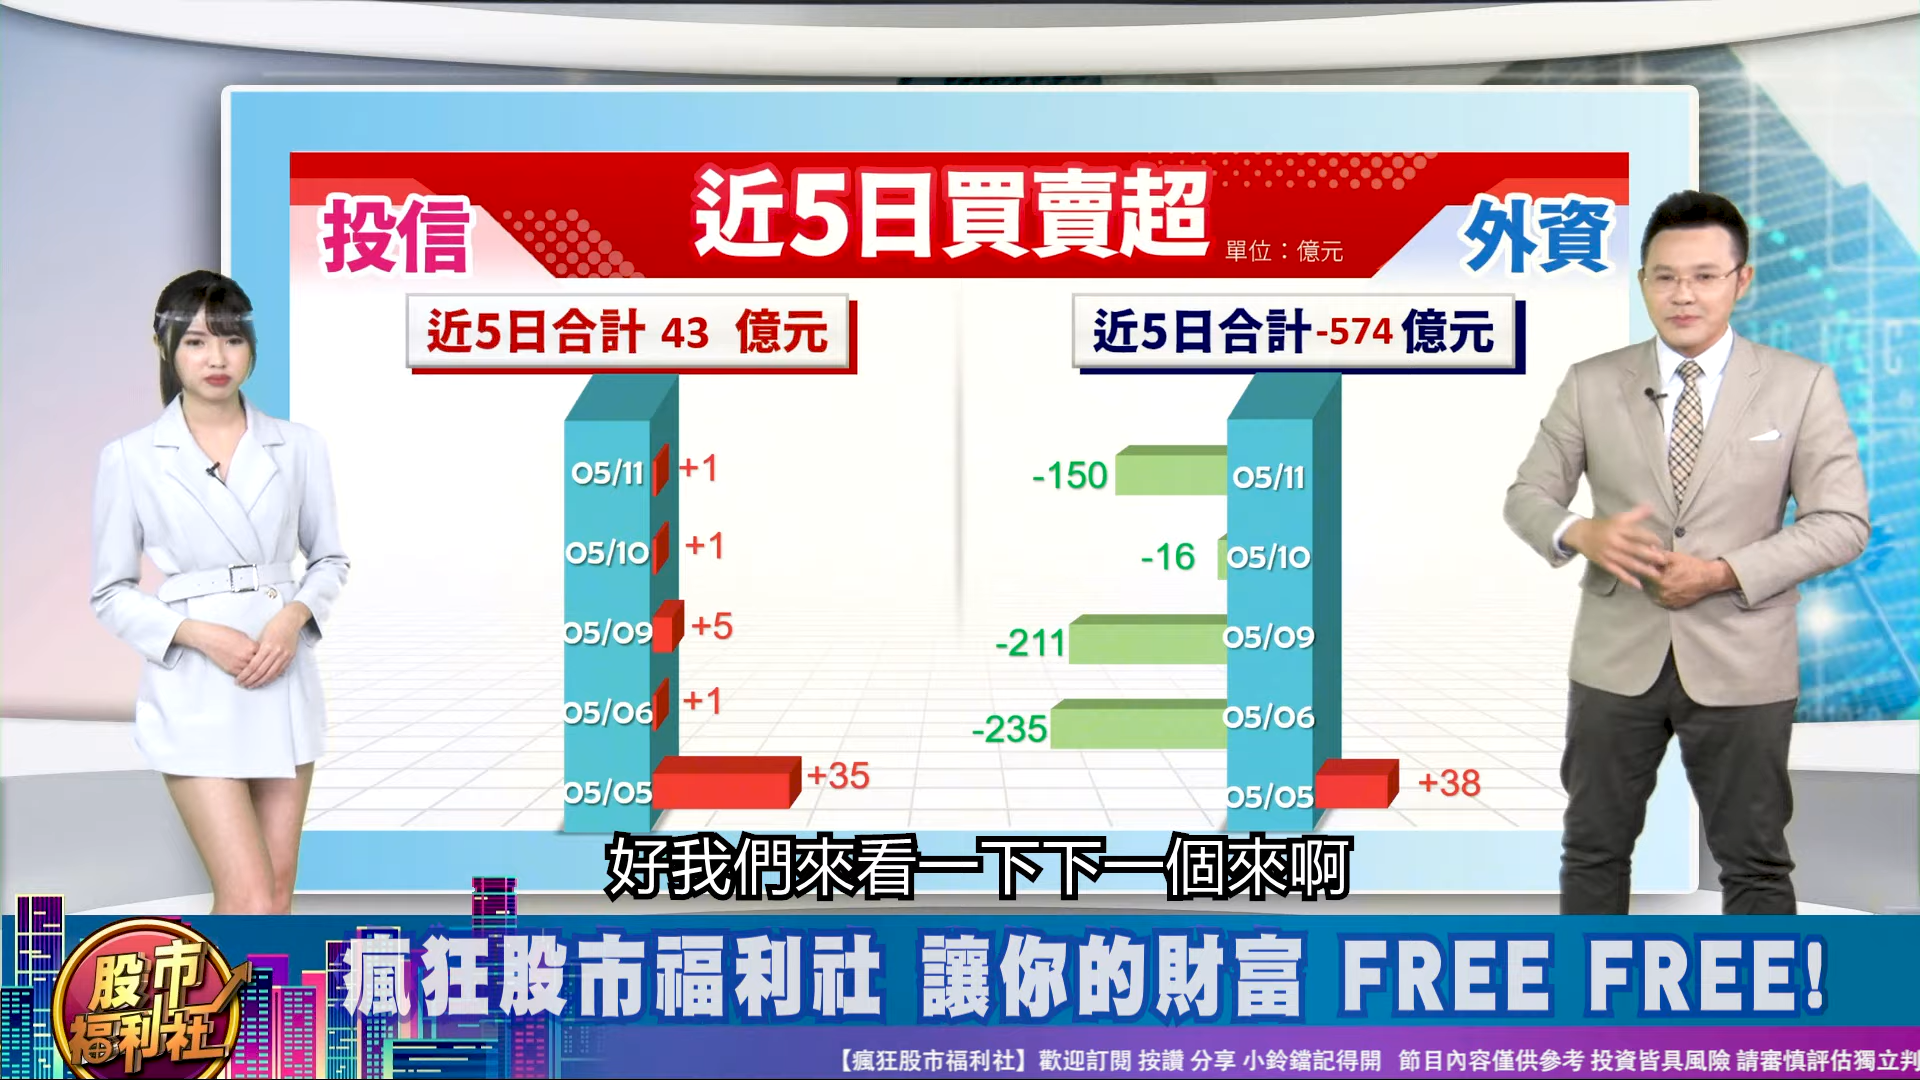 近5日買賣超
單位：億元
投信
外資
近5日合計 43 億元
近5日合計-574億元
05/11 +1
05/10 +1
05/09 +5
05/06 +1
05/05 +35
-150 05/11
-16 05/10
-211 05/09
-235 05/06
05/05 +38
好我們來看一下下一個來啊
股市
福利社
瘋狂股市福利社 讓你的財富 FREE FREE!
【瘋狂股市福利社】歡迎訂閱 按讚 分享 小鈴鐺記得開 節目內容僅供參考 投資皆具風險 請審慎評估獨立判